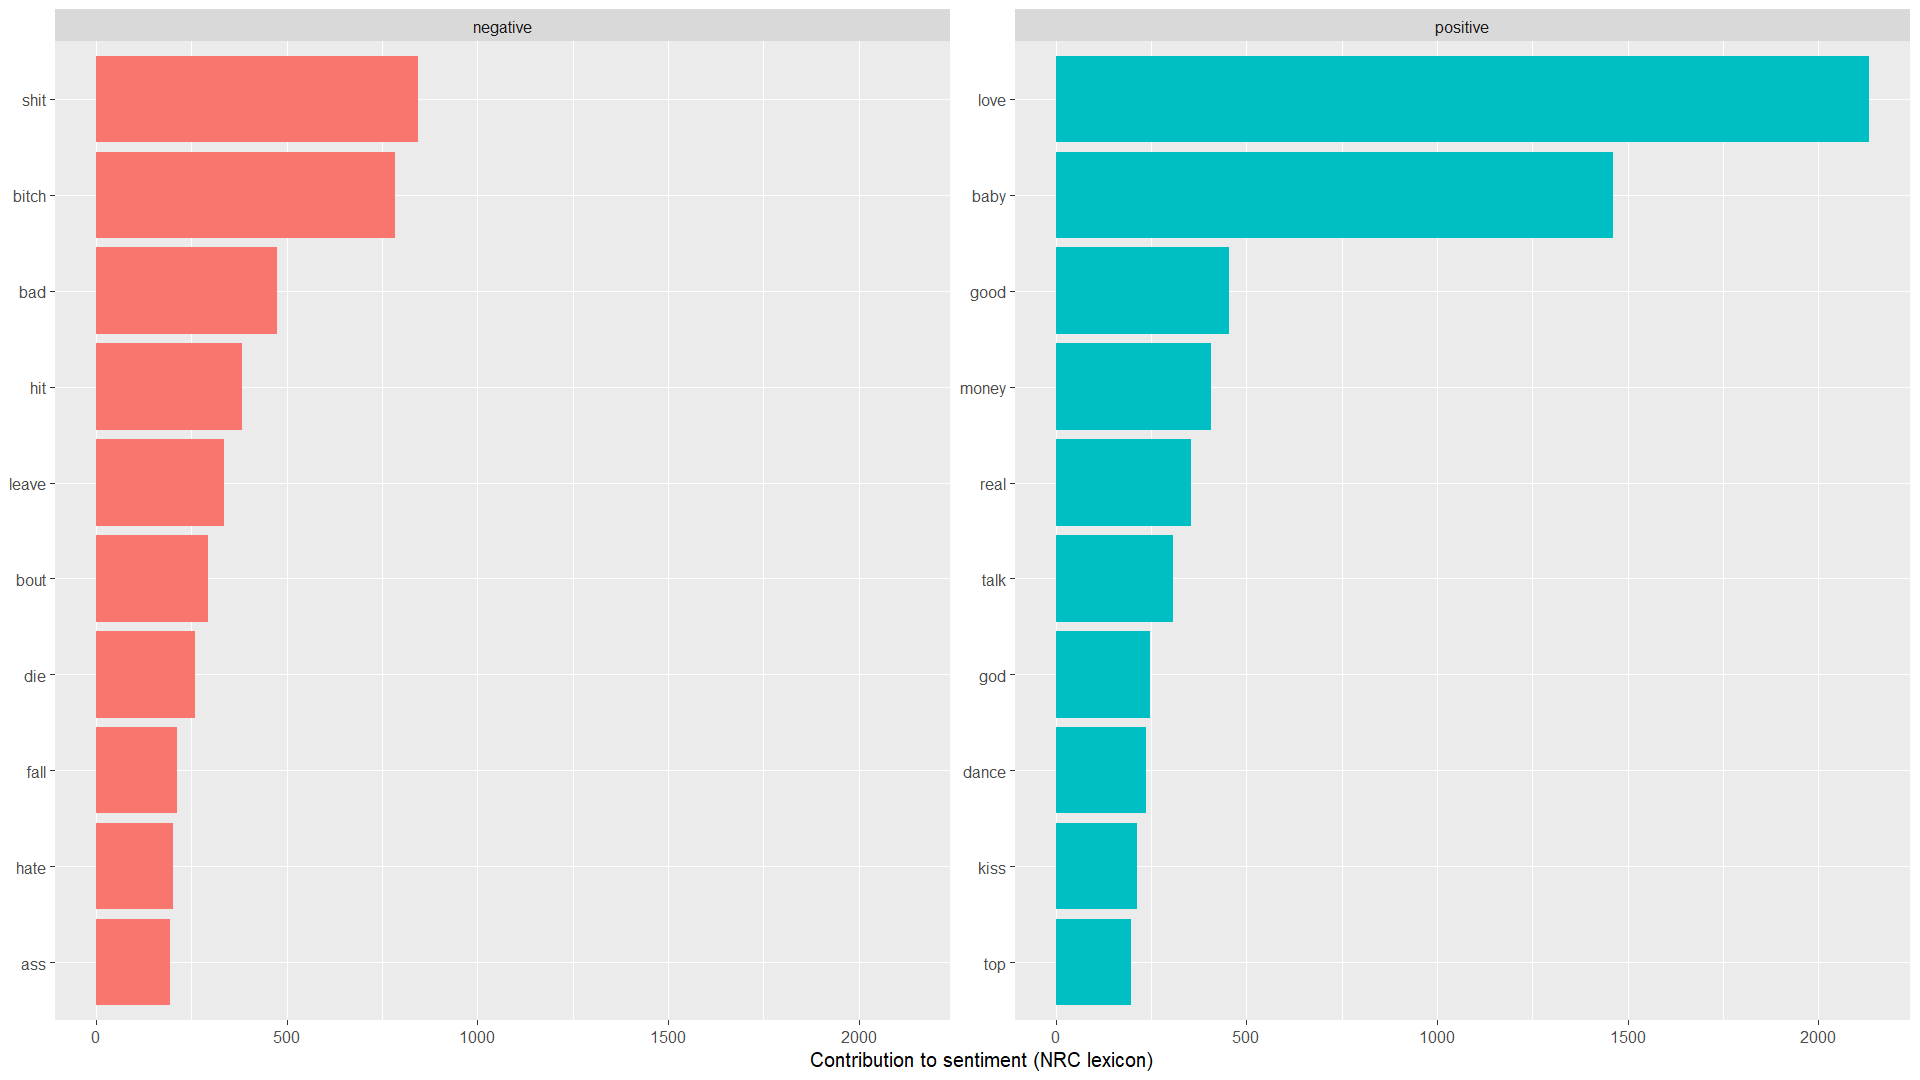 negative
shit
bitch
bad
hit
leave
bout
die
fall
hate
ass
0 500 1000 1500 2000
positive
love
baby
good
money
real
talk
god
dance
kiss
top
0 500 1000 1500 2000
Contribution to sentiment (NRC lexicon)